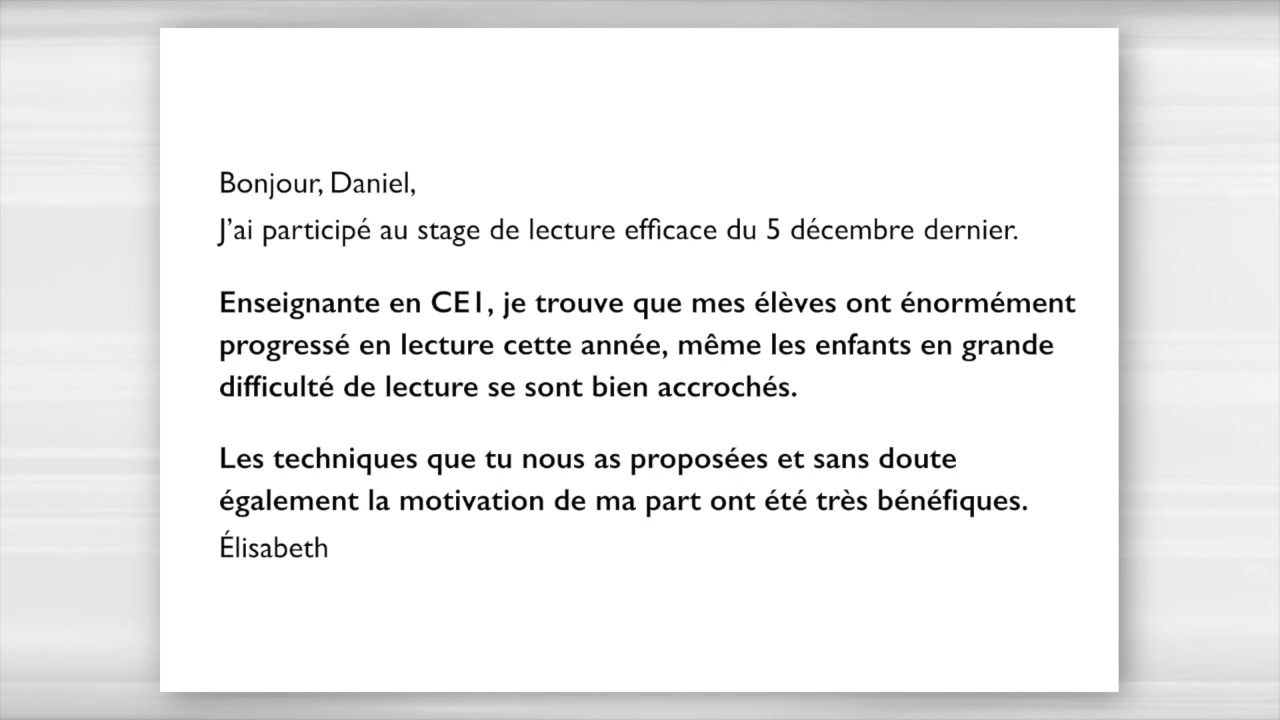 Bonjour, Daniel,
J’ai participé au stage de lecture efficace du 5 décembre dernier.
Enseignante en CE1, je trouve que mes élèves ont énormément
progressé en lecture cette année, même les enfants en grande
difficulté de lecture se sont bien accrochés.
Les techniques que tu nous as proposées et sans doute
également la motivation de ma part ont été très bénéfiques.
Élisabeth